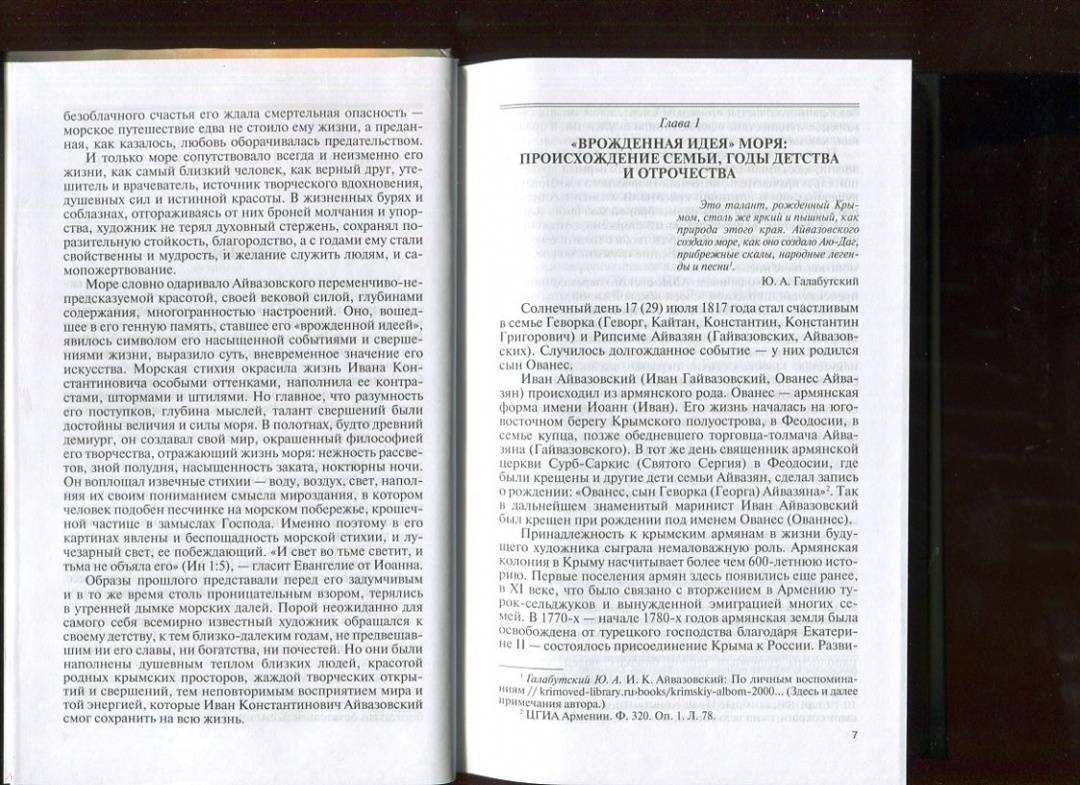 безоблачного счастья его ждала смертельная опасность —
морское путешествие едва не стоило ему жизни, а предан-
ная, как казалось, любовь оборачивалась предательством.
И только море сопутствовало всегда и неизменно его
жизни, как самый близкий человек, как верный друг, уте-
шитель и врачеватель, источник творческого вдохновения,
душевных сил и истинной красоты. В жизненных бурях и
соблазнах, отгораживаясь от них броней молчания и упор-
ства, художник не терял духовный стержень, сохранял по-
разительную стойкость, благородство, а с годами ему стали
свойственны и мудрость, и желание служить людям, и са-
мопожертвование.
Море словно одаривало Айвазовского переменчиво-не-
предсказуемой красотой, своей вековой силой, глубинами
содержания, многогранностью настроений. Оно, вошед-
шее в его генную память, ставшее его «врожденной идеей»,
явилось символом его насыщенной событиями и сверше-
ниями жизни, выразило суть, вневременное значение его
искусства. Морская стихия окрасила жизнь Ивана Кон-
стантиновича особыми оттенками, наполнила ее контра-
стами, штормами и штилями. Но главное, что разумность
его поступков, глубина мыслей, талант свершений были
достойны величия и силы моря. В полотнах, будто древний
демиург, он создавал свой мир, окрашенный философией
его творчества, отражающий жизнь моря: нежность рассве-
тов, зной полудня, насыщенность заката, ноктюрны ночи.
Он воплощал извечные стихии — воду, воздух, свет, напол-
няя их своим пониманием смысла мироздания, в котором
человек подобен песчинке на морском побережье, крошеч-
ной частице в замыслах Господа. Именно поэтому в его
картинах явлены и беспощадность морской стихии, и лу-
чезарный свет, ее побеждающий. «И свет во тьме светит, и
тьма не объяла его» (Ин 1:5), — гласит Евангелие от Иоанна.
Образы прошлого представали перед его задумчивым
и в то же время столь проницательным взором, терялись
в утренней дымке морских далей. Порой неожиданно для
самого себя всемирно известный художник обращался к
своему детству, к тем близко-далеким годам, не предвещав-
шим ни его славы, ни богатства, ни почестей. Но они были
наполнены душевным теплом близких людей, красотой
родных крымских просторов, жаждой творческих откры-
тий и свершений, тем неповторимым восприятием мира и
той энергией, которые Иван Константинович Айвазовский
смог сохранить на всю жизнь.
Глава 1
«ВРОЖДЕННАЯ ИДЕЯ» МОРЯ:
ПРОИСХОЖДЕНИЕ СЕМЬИ, ГОДЫ ДЕТСТВА
И ОТРОЧЕСТВА
Это талант, рожденный Кры-
мом, столь же яркий и пышный, как
природа этого края. Айвазовского
создало море, как оно создало Аю-Даг,
прибрежные скалы, народные леген-
ды и песни¹.
Ю. А. Галабутский
Солнечный день 17 (29) июля 1817 года стал счастливым
в семье Геворка (Георг, Кайтан, Константин, Константин
Григорович) и Рипсиме Айвазян (Гайвазовских, Айвазов-
ских). Случилось долгожданное событие — у них родился
сын Ованес.
Иван Айвазовский (Иван Гайвазовский, Ованес Айва-
зян) происходил из армянского рода. Ованес — армянская
форма имени Иоанн (Иван). Его жизнь началась на юго-
восточном берегу Крымского полуострова, в Феодосии, в
семье купца, позже обедневшего торговца-толмача Айва-
зяна (Гайвазовского). В тот же день священник армянской
церкви Сурб-Саркис (Святого Сергия) в Феодосии, где
были крещены и другие дети семьи Айвазян, сделал запись
о рождении: «Ованес, сын Геворка (Георга) Айвазяна»². Так
в дальнейшем знаменитый маринист Иван Айвазовский
был крещен при рождении под именем Ованес (Ованнес).
Принадлежность к крымским армянам в жизни буду-
щего художника сыграла немаловажную роль. Армянская
колония в Крыму насчитывает более чем 600-летнюю исто-
рию. Первые поселения армян здесь появились еще ранее,
в XI веке, что было связано с вторжением в Армению ту-
рок-сельджуков и вынужденной эмиграцией многих се-
мей. В 1770-х — начале 1780-х годов армянская земля была
освобождена от турецкого господства благодаря Екатери-
не II — состоялось присоединение Крыма к России. Разви-
¹ Галабутский Ю. А. И. К. Айвазовский: По личным воспомина-
ниям // krimoved-library.ru›books/krimskiy-albom-2000... (Здесь и далее
примечания автора.)
² ЦГИА Армении. Ф. 320. Оп. 1. Л. 78.
7